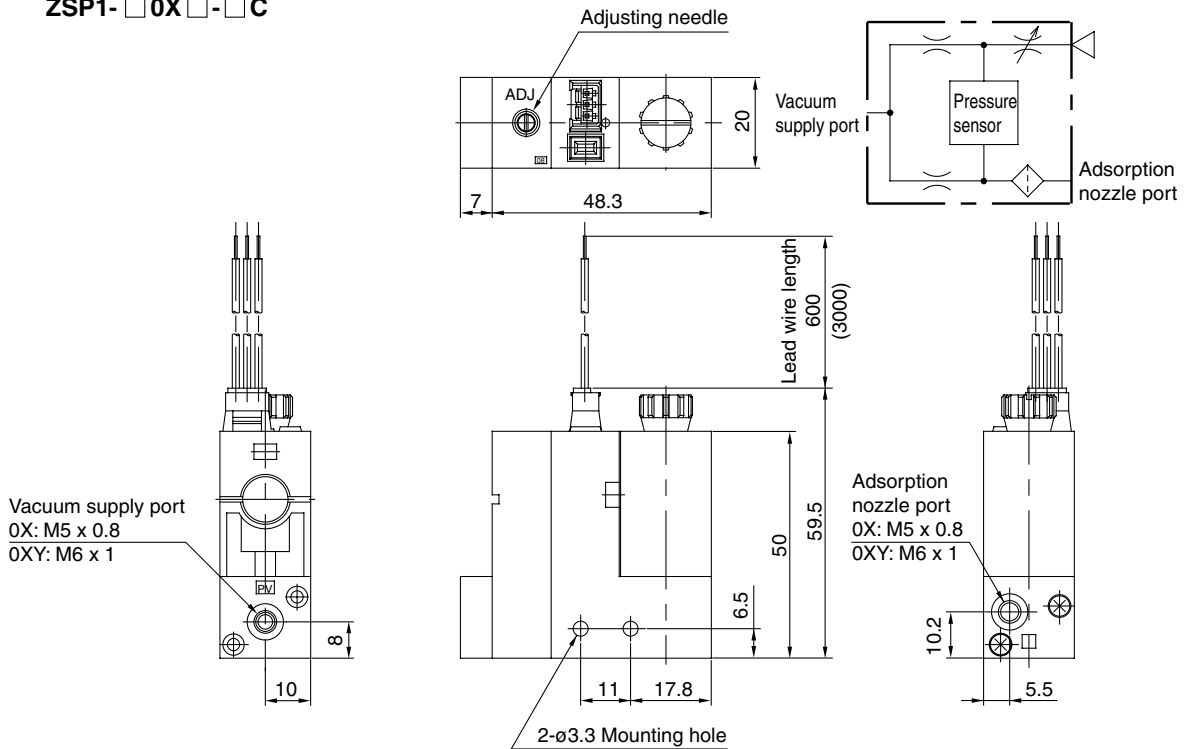 ZSP1- □ 0X □ - □ C
Adjusting needle
ADJ
08
20
7
48.3
Vacuum
supply port
Pressure
sensor
Adsorption
nozzle port
Lead wire length
600
(3000)
Vacuum supply port
0X: M5 x 0.8
0XY: M6 x 1
PV
8
10
50
59.5
6.5
11
17.8
2-ø3.3 Mounting hole
Adsorption
nozzle port
0X: M5 x 0.8
0XY: M6 x 1
10.2
5.5